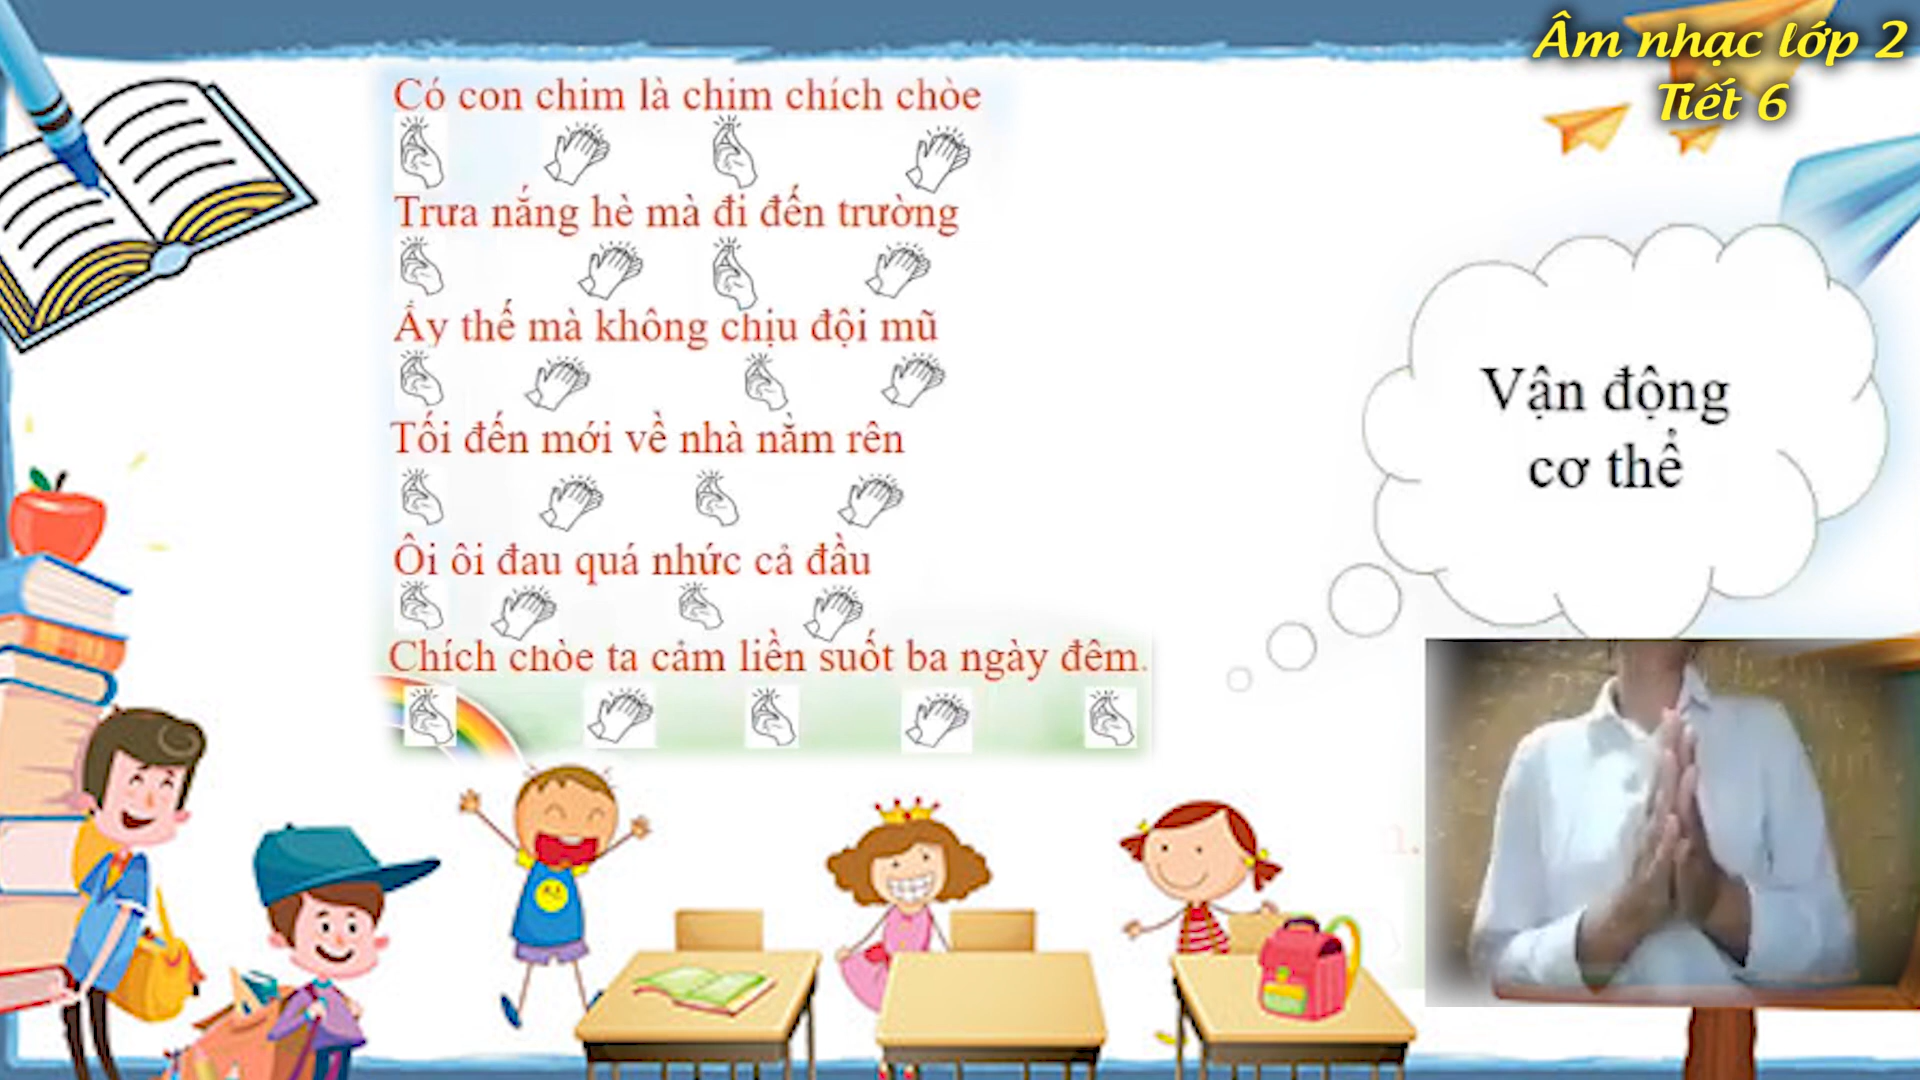 Âm nhạc lớp 2
Tiết 6
Có con chim là chim chích chòe
Trưa nắng hè mà đi đến trường
Ấy thế mà không chịu đội mũ
Tối đến mới về nhà nằm rên
Ôi ôi đau quá nhức cả đầu
Chích chòe ta cảm liền suốt ba ngày đêm.
Vận động
cơ thể
1.